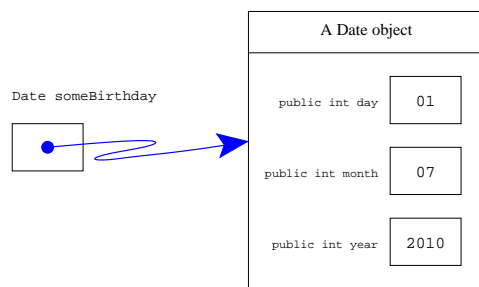 A Date object
Date someBirthday
public int day 01
public int month 07
public int year 2010